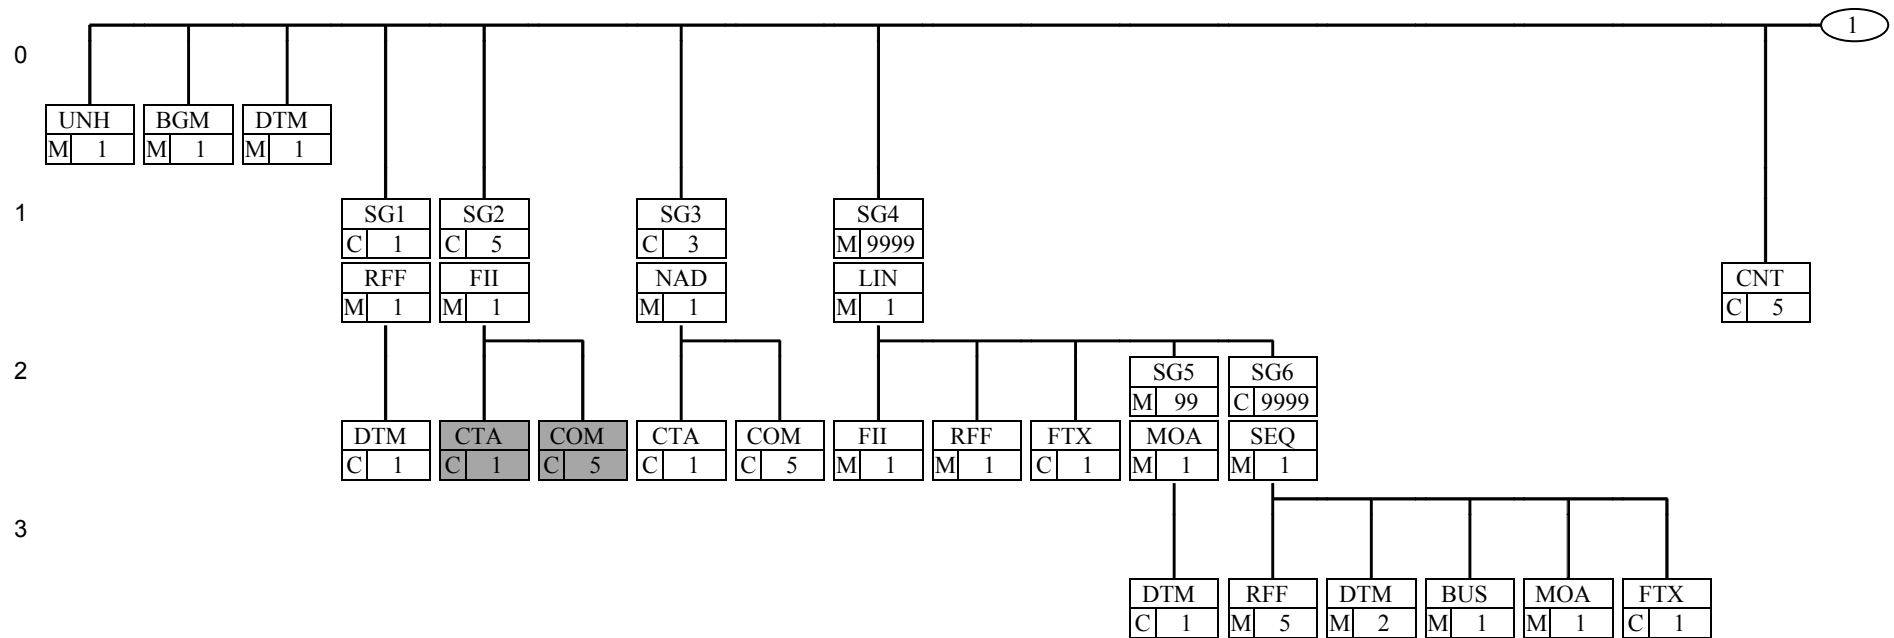 1
0
UNH BGM DTM
M 1 M 1 M 1
1
SG1 SG2 SG3 SG4
C 1 C 5 C 3 M 9999
RFF FII NAD LIN CNT
M 1 M 1 M 1 M 1 C 5
2
SG5 SG6
M 99 C 9999
DTM CTA COM CTA COM FII RFF FTX MOA SEQ
C 1 C 1 C 5 C 1 C 5 M 1 M 1 C 1 M 1 M 1
3
DTM RFF DTM BUS MOA FTX
C 1 M 5 M 2 M 1 M 1 C 1